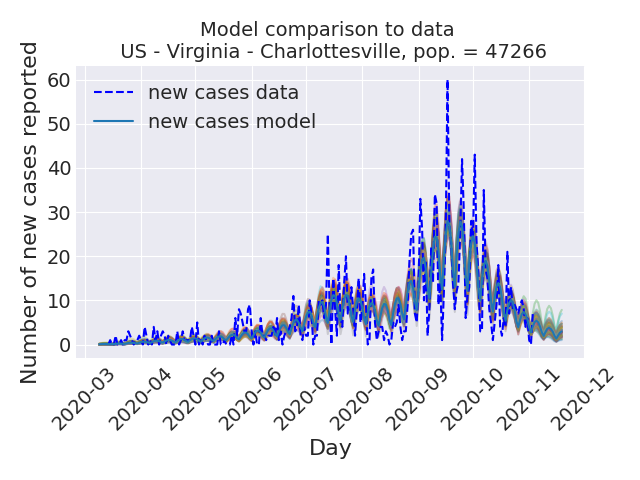 Model comparison to data
US - Virginia - Charlottesville, pop. = 47266
Number of new cases reported
60
50
40
30
20
10
0
new cases data
new cases model
2020-03
2020-04
2020-05
2020-06
2020-07
2020-08
2020-09
2020-10
2020-11
2020-12
Day